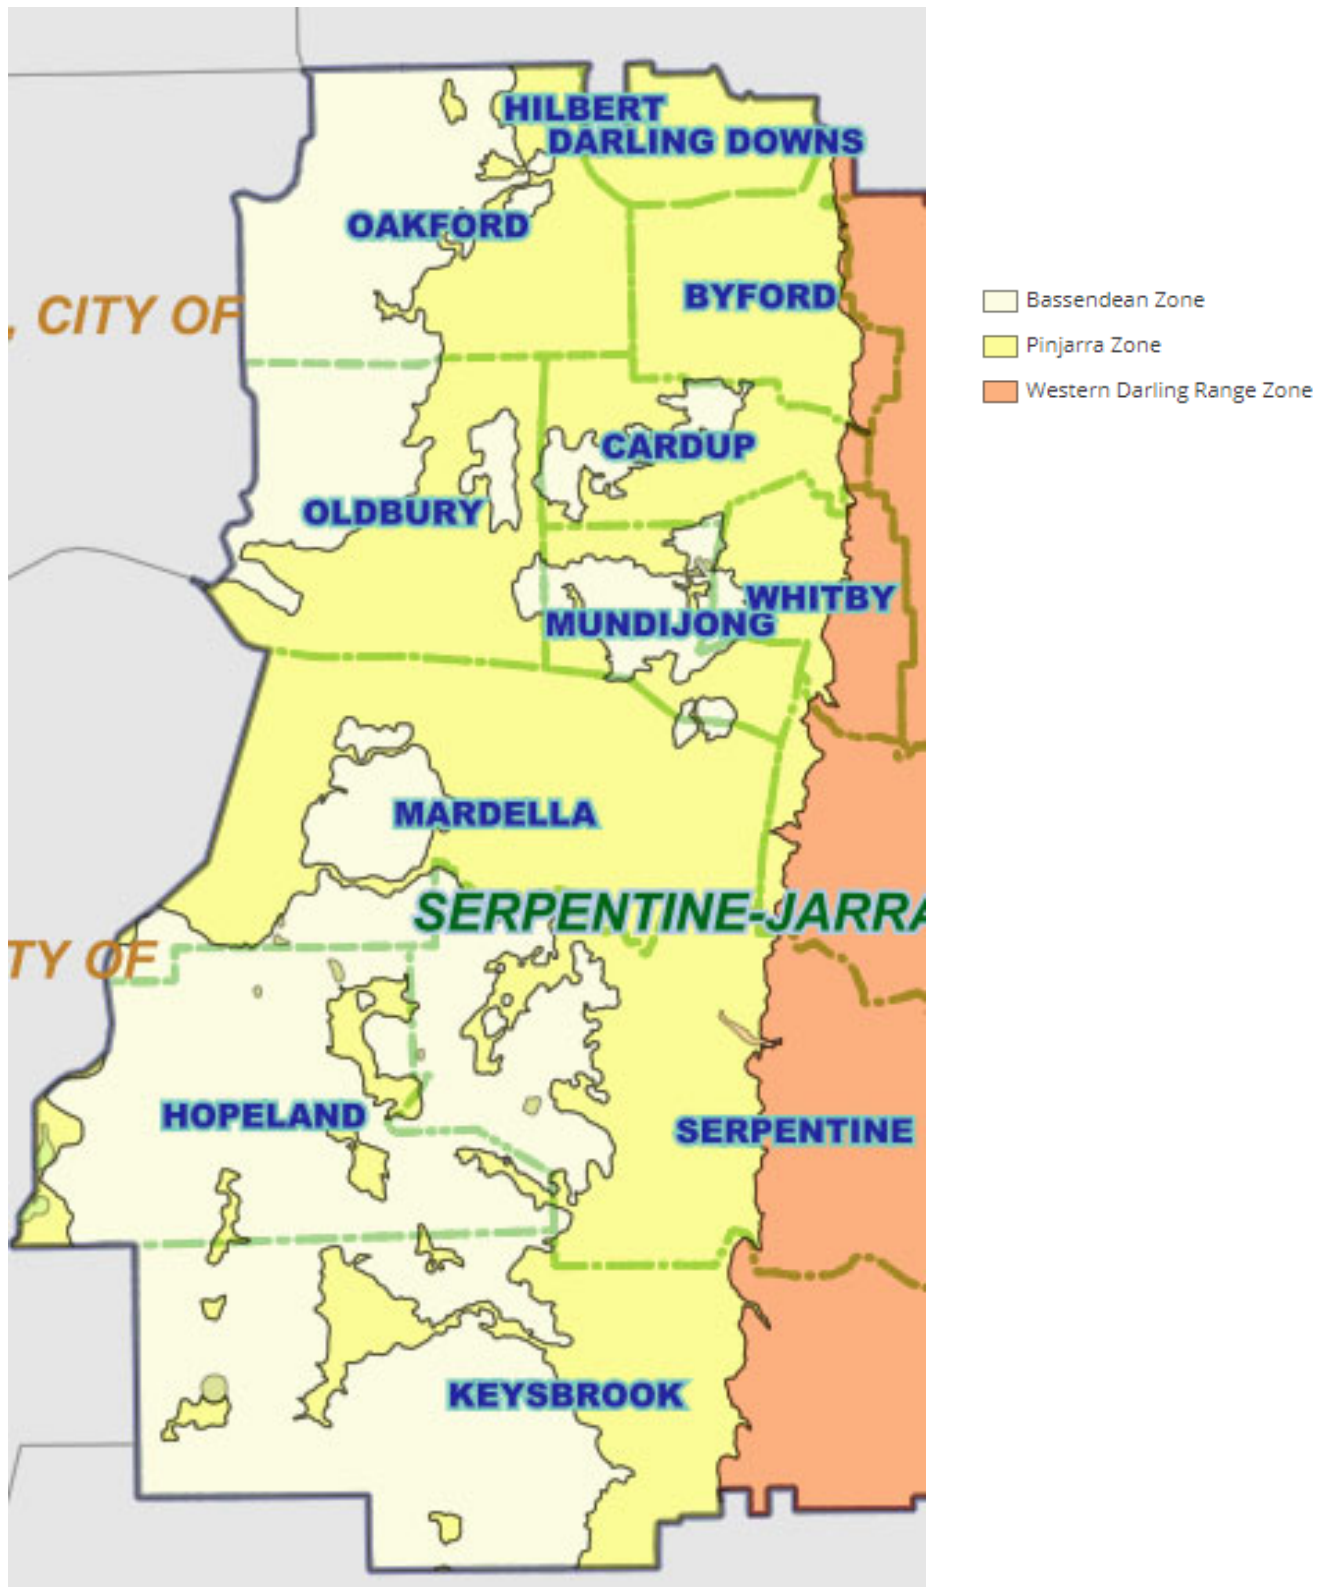 HILBERT
DARLING DOWNS
OAKFORD
BYFORD
, CITY OF
Bassendean Zone
Pinjarra Zone
Western Darling Range Zone
CARDUP
OLDBURY
WHITBY
MUNDIJONG
MARDELLA
SERPENTINE-JARRA
TY OF
HOPELAND
SERPENTINE
KEYSBROOK